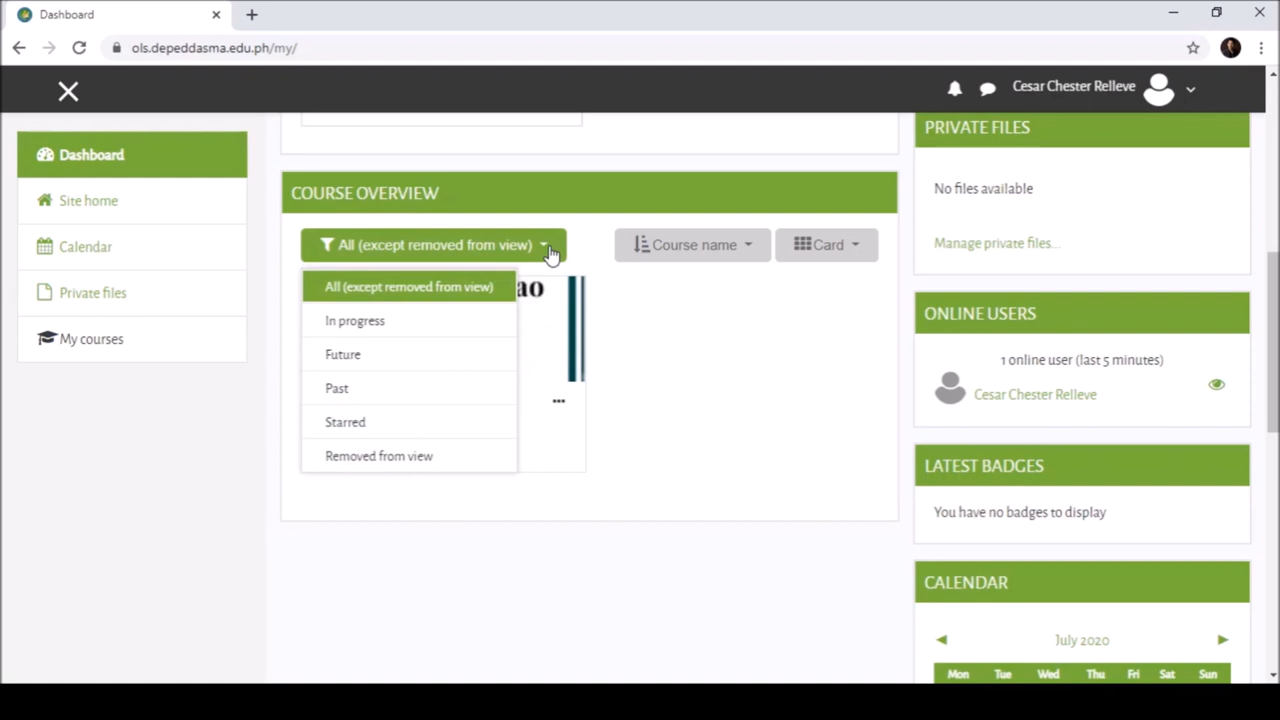 Dashboard
ols.depeddasma.edu.ph/my/
Cesar Chester Relleve
Dashboard
Site home
Calendar
Private files
My courses
COURSE OVERVIEW
All (except removed from view)
Course name
Card
All (except removed from view)
In progress
Future
Past
Starred
Removed from view
ao
PRIVATE FILES
No files available
Manage private files...
ONLINE USERS
1 online user (last 5 minutes)
Cesar Chester Relleve
LATEST BADGES
You have no badges to display
CALENDAR
July 2020
Mon Tue Wed Thu Fri Sat Sun